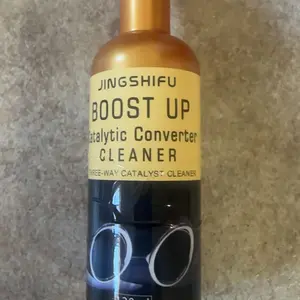 JINGSHIFU
BOOST UP
Catalytic Converter
CLEANER
THREE-WAY CATALYST CLEANER